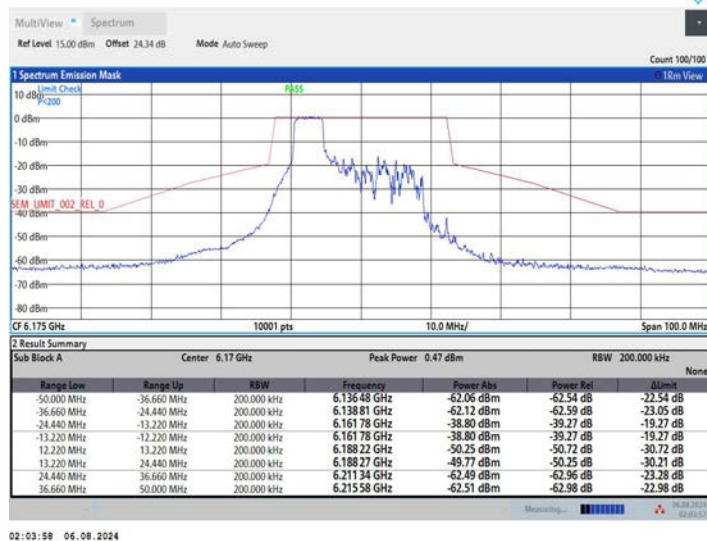 MultiView Spectrum
Ref Level 15.00 dBm Offset 24.34 dB Mode Auto Sweep
Count 100/100
1 Spectrum Emission Mask 1Rm View
Limit Check PASS
10 dBm
P<200
0 dBm
-10 dBm
-20 dBm
-30 dBm
SEM_LIMIT_002_REL_0
-40 dBm
-50 dBm
-60 dBm
-70 dBm
-80 dBm
CF 6.175 GHz 10001 pts 10.0 MHz/ Span 100.0 MHz
2 Result Summary
Sub Block A Center 6.17 GHz Peak Power 0.47 dBm RBW 200.000 kHz
None
Range Low Range Up RBW Frequency Power Abs Power Rel ΔLimit
-50.000 MHz -36.660 MHz 200.000 kHz 6.13648 GHz -62.06 dBm -62.54 dB -22.54 dB
-36.660 MHz -24.440 MHz 200.000 kHz 6.13881 GHz -62.12 dBm -62.59 dB -23.05 dB
-24.440 MHz -13.220 MHz 200.000 kHz 6.16178 GHz -38.80 dBm -39.27 dB -19.27 dB
-13.220 MHz -12.220 MHz 200.000 kHz 6.16178 GHz -38.80 dBm -39.27 dB -19.27 dB
12.220 MHz 13.220 MHz 200.000 kHz 6.18822 GHz -50.25 dBm -50.72 dB -30.72 dB
13.220 MHz 24.440 MHz 200.000 kHz 6.18827 GHz -49.77 dBm -50.25 dB -30.21 dB
24.440 MHz 36.660 MHz 200.000 kHz 6.21134 GHz -62.49 dBm -62.96 dB -23.28 dB
36.660 MHz 50.000 MHz 200.000 kHz 6.21558 GHz -62.51 dBm -62.98 dB -22.98 dB
Measuring... 06.08.2024
02:03:57
02:03:58 06.08.2024